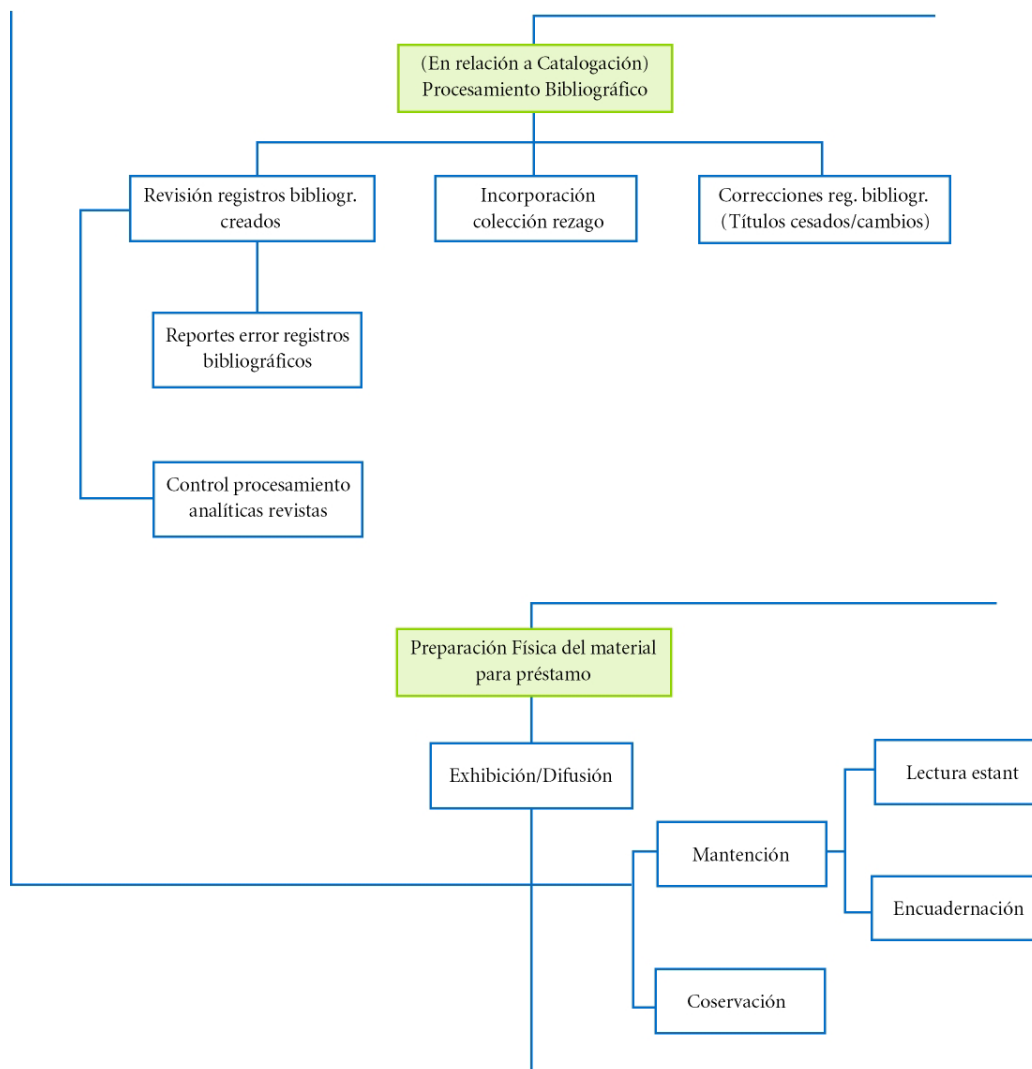 (En relación a Catalogación)
Procesamiento Bibliográfico
Revisión registros bibliogr.
creados
Incorporación
colección rezago
Correcciones reg. bibliogr.
(Títulos cesados/cambios)
Reportes error registros
bibliográficos
Control procesamiento
analíticas revistas
Preparación Física del material
para préstamo
Exhibición/Difusión
Lectura estant
Mantención
Encuadernación
Coservación